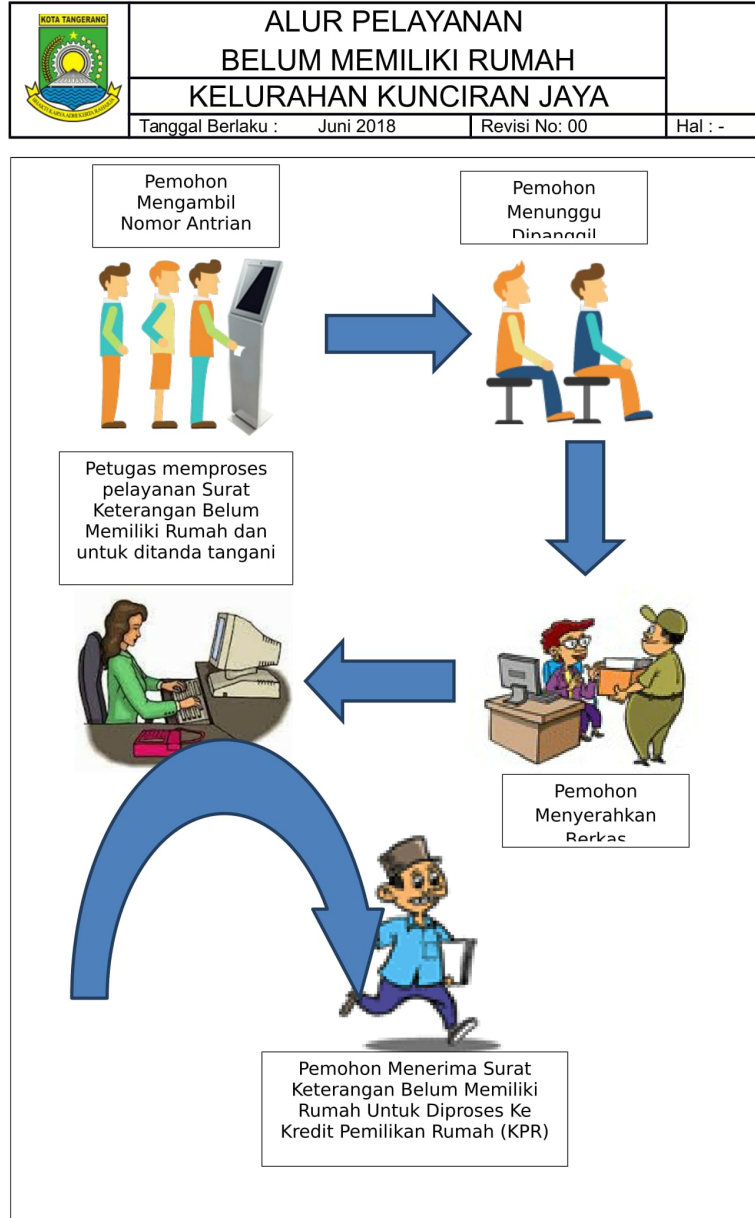 KOTA TANGERANG
ALUR PELAYANAN
BELUM MEMILIKI RUMAH
KELURAHAN KUNCIRAN JAYA
Tanggal Berlaku : Juni 2018 Revisi No: 00 Hal : -
Pemohon
Mengambil
Nomor Antrian
Pemohon
Menunggu
Dipanggil
Petugas memproses
pelayanan Surat
Keterangan Belum
Memiliki Rumah dan
untuk ditanda tangani
Pemohon
Menyerahkan
Berkas
Pemohon Menerima Surat
Keterangan Belum Memiliki
Rumah Untuk Diproses Ke
Kredit Pemilikan Rumah (KPR)